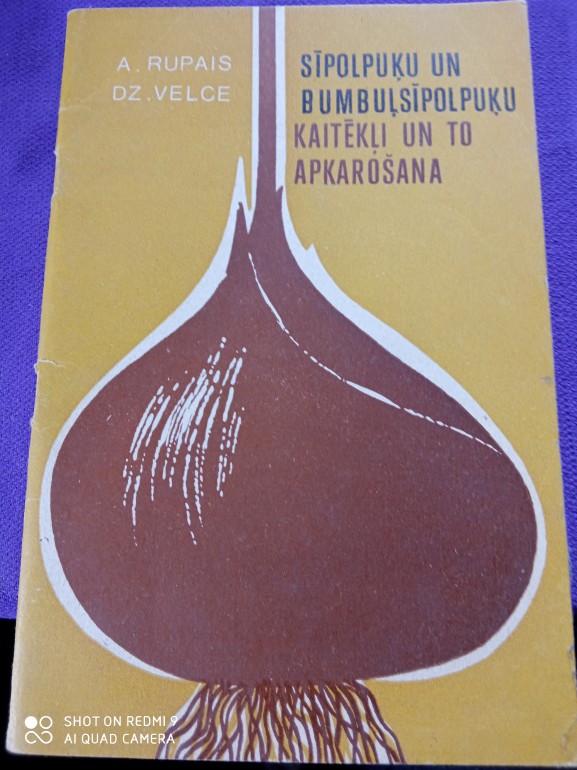 A. RUPAIS
DZ. VELCE
SĪPOLPUĶU UN
BUMBUĻSĪPOLPUĶU
KAITĒKĻI UN TO
APKAROŠANA
SHOT ON REDMI 9
AI QUAD CAMERA